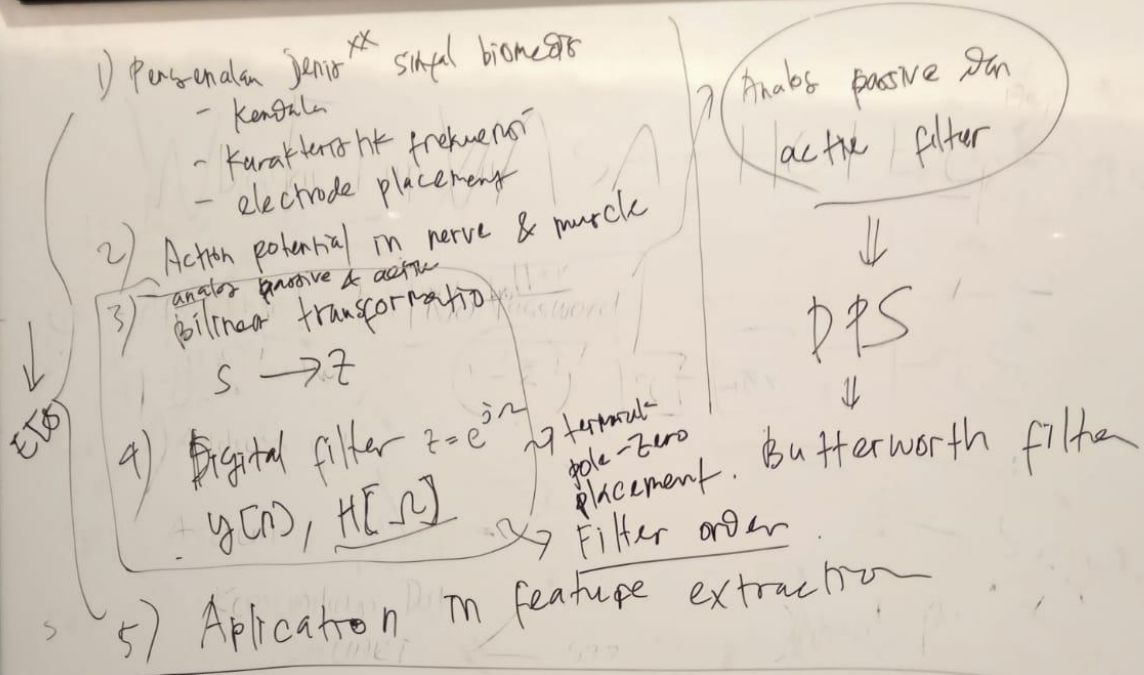 1) Pengenalan jenis xx sinyal biomedis
- Kendala
- Karakteristik frekuensi
- electrode placement
2) Action potential in nerve & muscle
3) - analog passive & active
Bilinear transformatio
S → Z
4) Digital filter z = e^jΩ
y[n), H[Ω]
→ termasuk
pole-zero
placement.
→ Filter order
5) Aplication in feature extraction
Analog passive dan
active filter
⇓
DPS
⇓
Butterworth filter